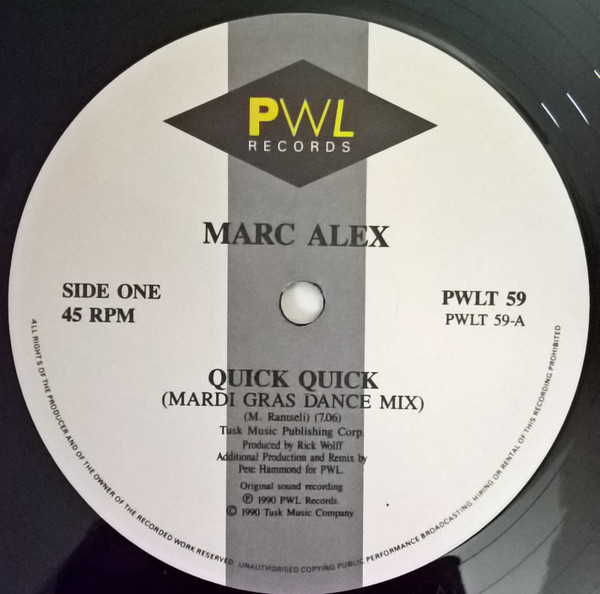 PWL
RECORDS
MARC ALEX
SIDE ONE
45 RPM
PWLT 59
PWLT 59-A
QUICK QUICK
(MARDI GRAS DANCE MIX)
(M. Rantseli) (7.06)
Tusk Music Publishing Corp.
Produced by Rick Wolff
Additional Production and Remix by
Pete Hammond for PWL.
Original sound recording
Ⓟ 1990 PWL Records.
© 1990 Tusk Music Company.
ALL RIGHTS OF THE PRODUCER AND OF THE OWNER OF THE RECORDED WORK RESERVED UNAUTHORISED COPYING PUBLIC PERFORMANCE BROADCASTING, HIRING OR RENTAL OF THIS RECORDING PROHIBITED